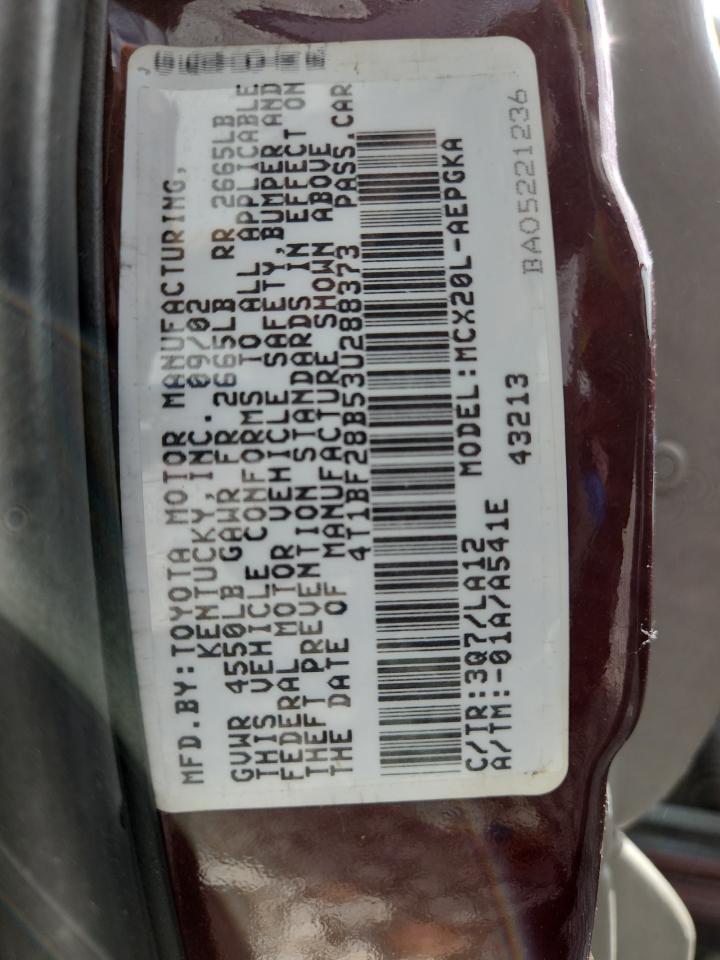 MFD.BY:TOYOTA MOTOR MANUFACTURING,
KENTUCKY,INC. 09/02
GVWR 4550LB GAWR FR 2665LB RR 2665LB
THIS VEHICLE CONFORMS TO ALL APPLICABLE
FEDERAL MOTOR VEHICLE SAFETY,BUMPER AND
THEFT PREVENTION STANDARDS IN EFFECT ON
THE DATE OF MANUFACTURE SHOWN ABOVE
4T1BF28B53U288373 PASS.CAR
C/TR:3Q7/LA12 MODEL:MCX20L-AEPGKA
A/TM:-01A/A541E 43213
BA05221236